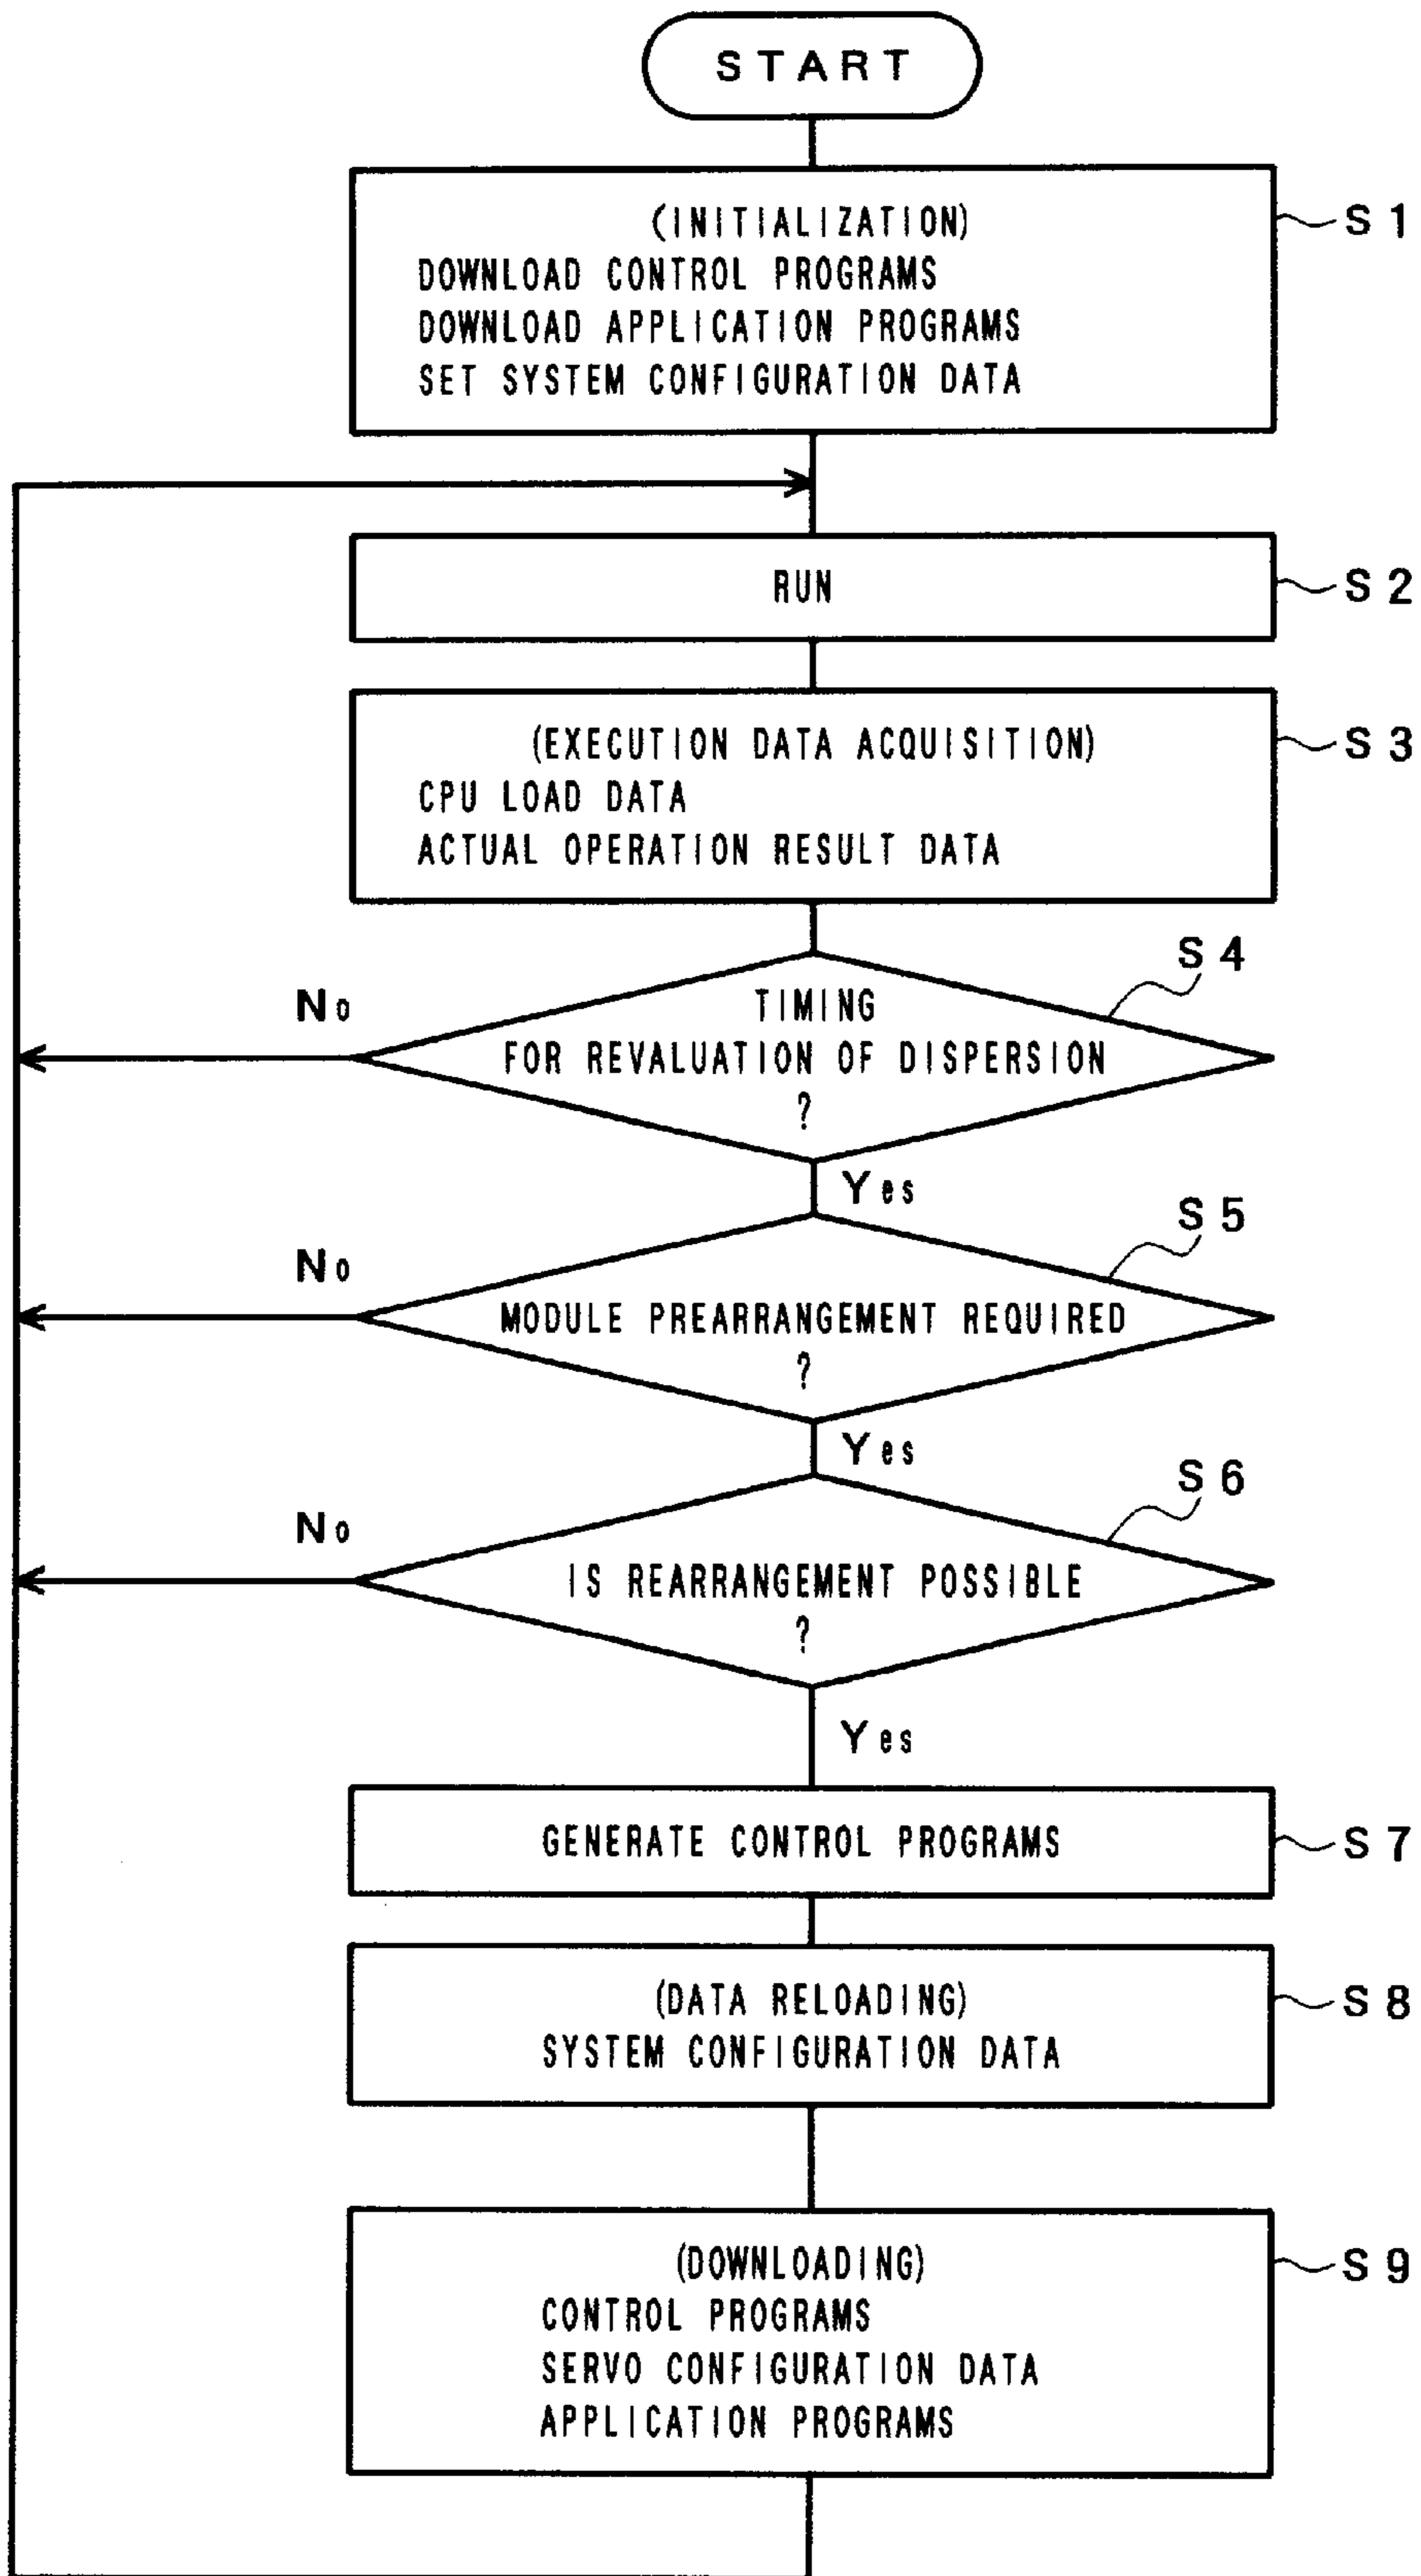 START
(INITIALIZATION)
S1
DOWNLOAD CONTROL PROGRAMS
DOWNLOAD APPLICATION PROGRAMS
SET SYSTEM CONFIGURATION DATA
RUN
S2
(EXECUTION DATA ACQUISITION)
S3
CPU LOAD DATA
ACTUAL OPERATION RESULT DATA
S4
No
TIMING
FOR REVALUATION OF DISPERSION
?
Yes
S5
No
MODULE PREARRANGEMENT REQUIRED
?
Yes
S6
No
IS REARRANGEMENT POSSIBLE
?
Yes
GENERATE CONTROL PROGRAMS
S7
(DATA RELOADING)
S8
SYSTEM CONFIGURATION DATA
(DOWNLOADING)
S9
CONTROL PROGRAMS
SERVO CONFIGURATION DATA
APPLICATION PROGRAMS